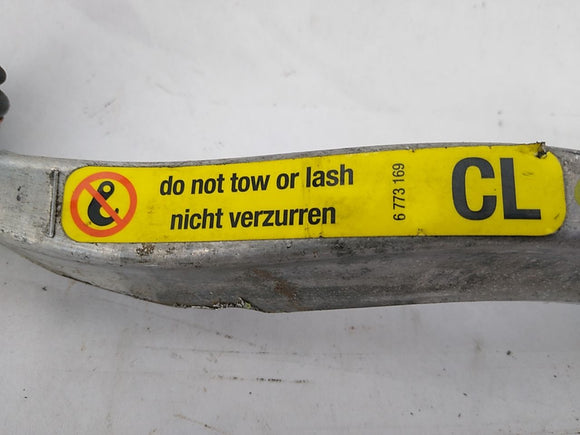 do not tow or lash
nicht verzurren
6 773 169
CL